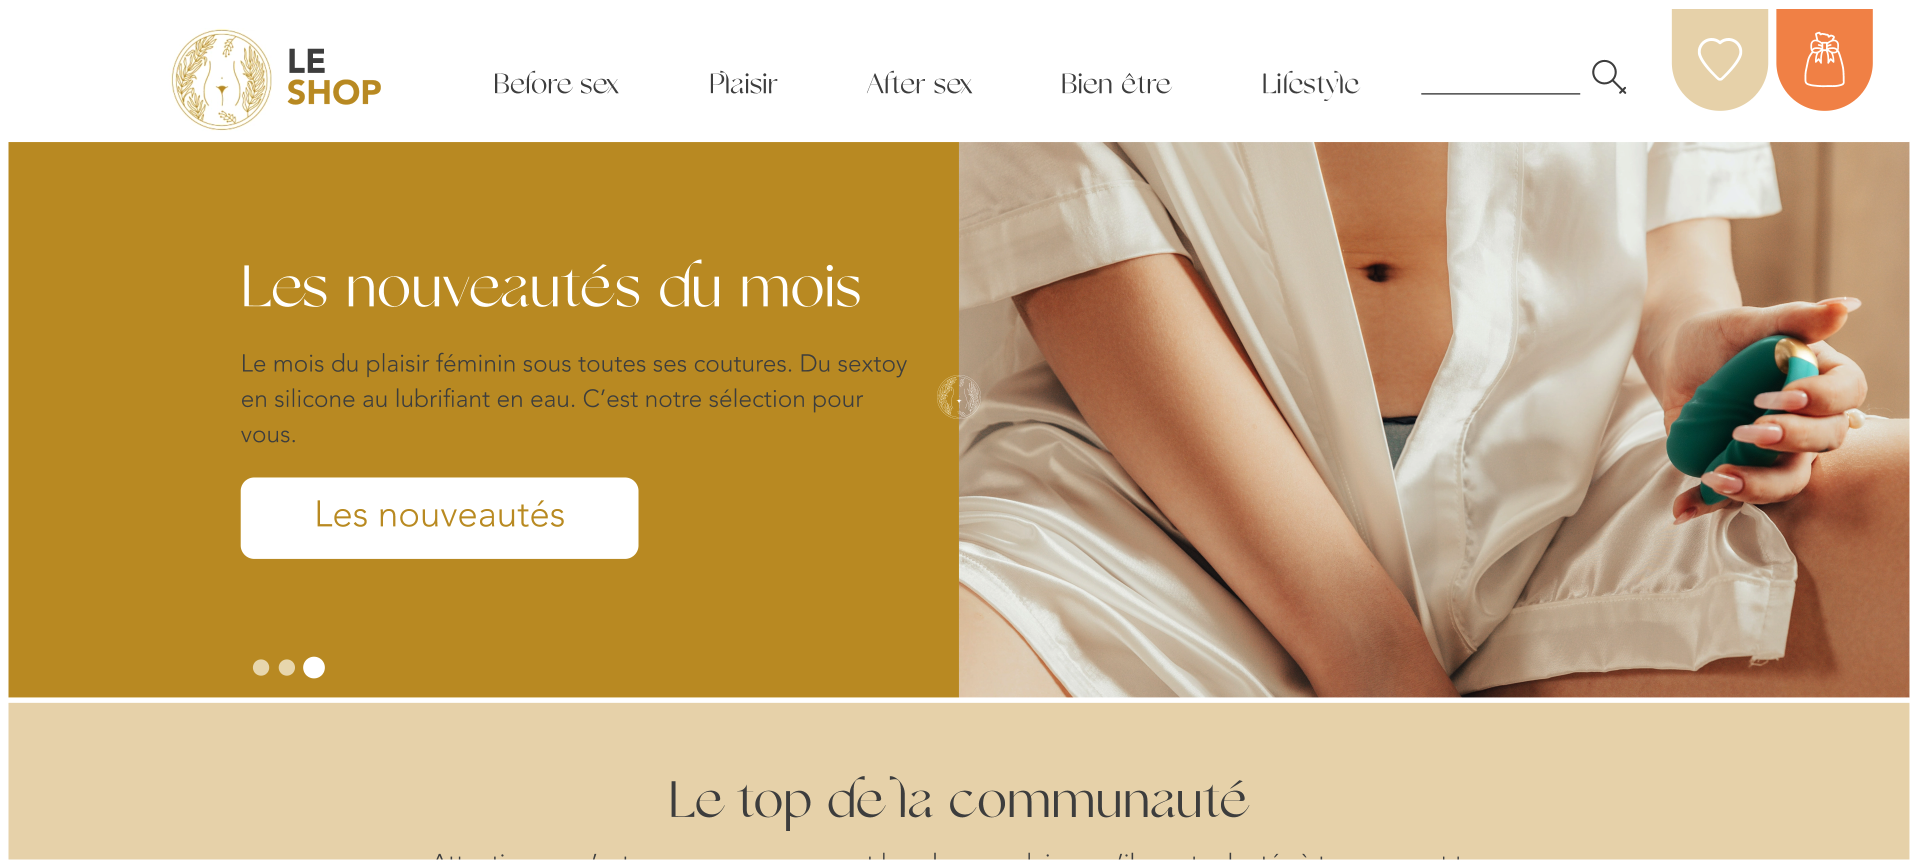 LE
SHOP
Before sex
Plaisir
After sex
Bien être
Lifestyle
Les nouveautés du mois
Le mois du plaisir féminin sous toutes ses coutures. Du sextoy
en silicone au lubrifiant en eau. C’est notre sélection pour
vous.
Les nouveautés
Le top de la communauté